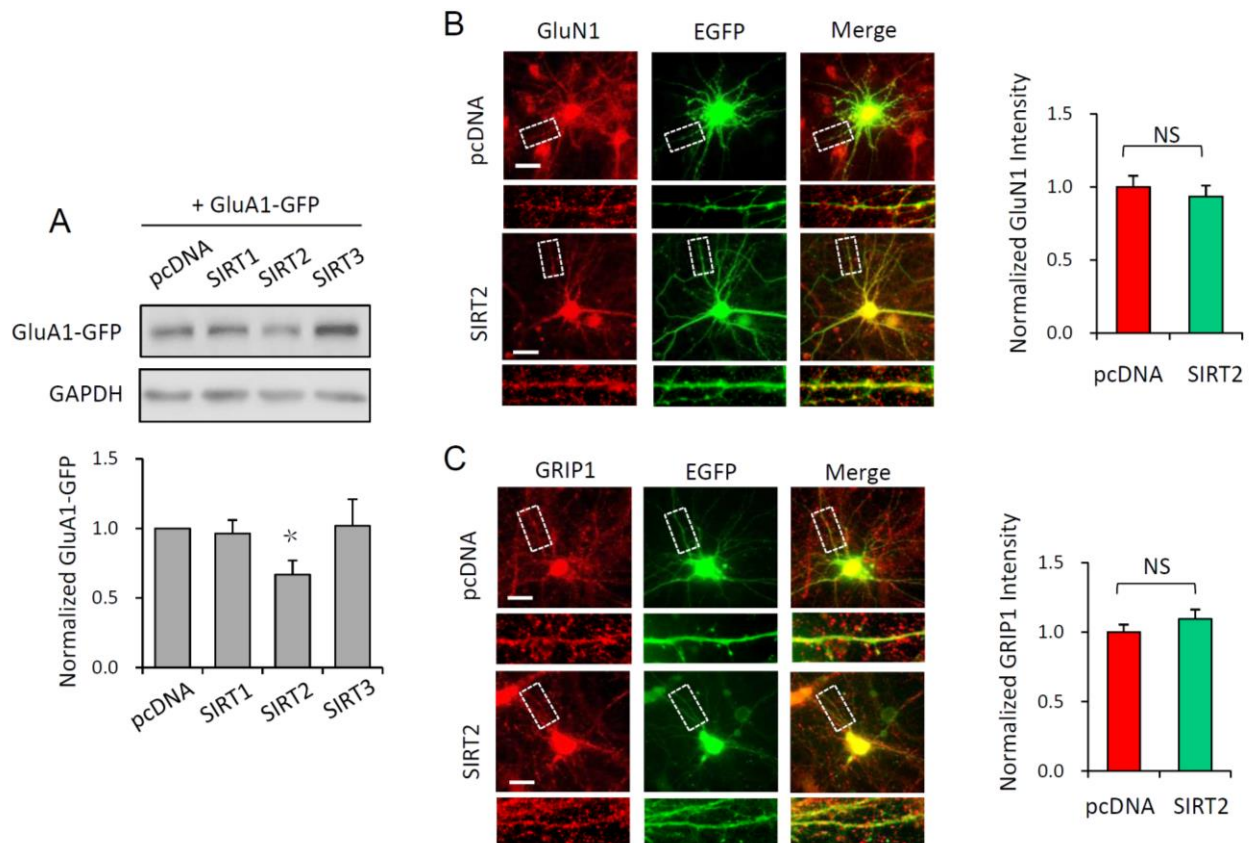 A
+ GluA1-GFP
pcDNA SIRT1 SIRT2 SIRT3
GluA1-GFP
GAPDH
Normalized GluA1-GFP
1.5
1.0
0.5
0.0
*
pcDNA SIRT1 SIRT2 SIRT3
B
GluN1 EGFP Merge
pcDNA
SIRT2
Normalized GluN1 Intensity
1.5
1.0
0.5
0.0
NS
pcDNA SIRT2
C
GRIP1 EGFP Merge
pcDNA
SIRT2
Normalized GRIP1 Intensity
1.5
1.0
0.5
0.0
NS
pcDNA SIRT2